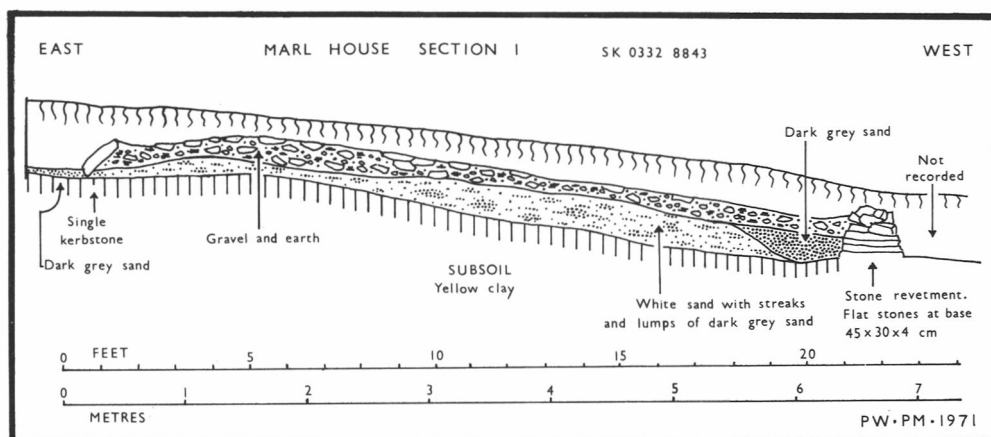 EAST MARL HOUSE SECTION I SK 0332 8843 WEST
Dark grey sand
Not
recorded
Single
kerbstone
Gravel and earth
Dark grey sand
SUBSOIL
Yellow clay
White sand with streaks
and lumps of dark grey sand
Stone revetment.
Flat stones at base
45×30×4 cm
0 FEET 5 10 15 20
0 1 2 3 4 5 6 7
METRES
PW·PM·1971